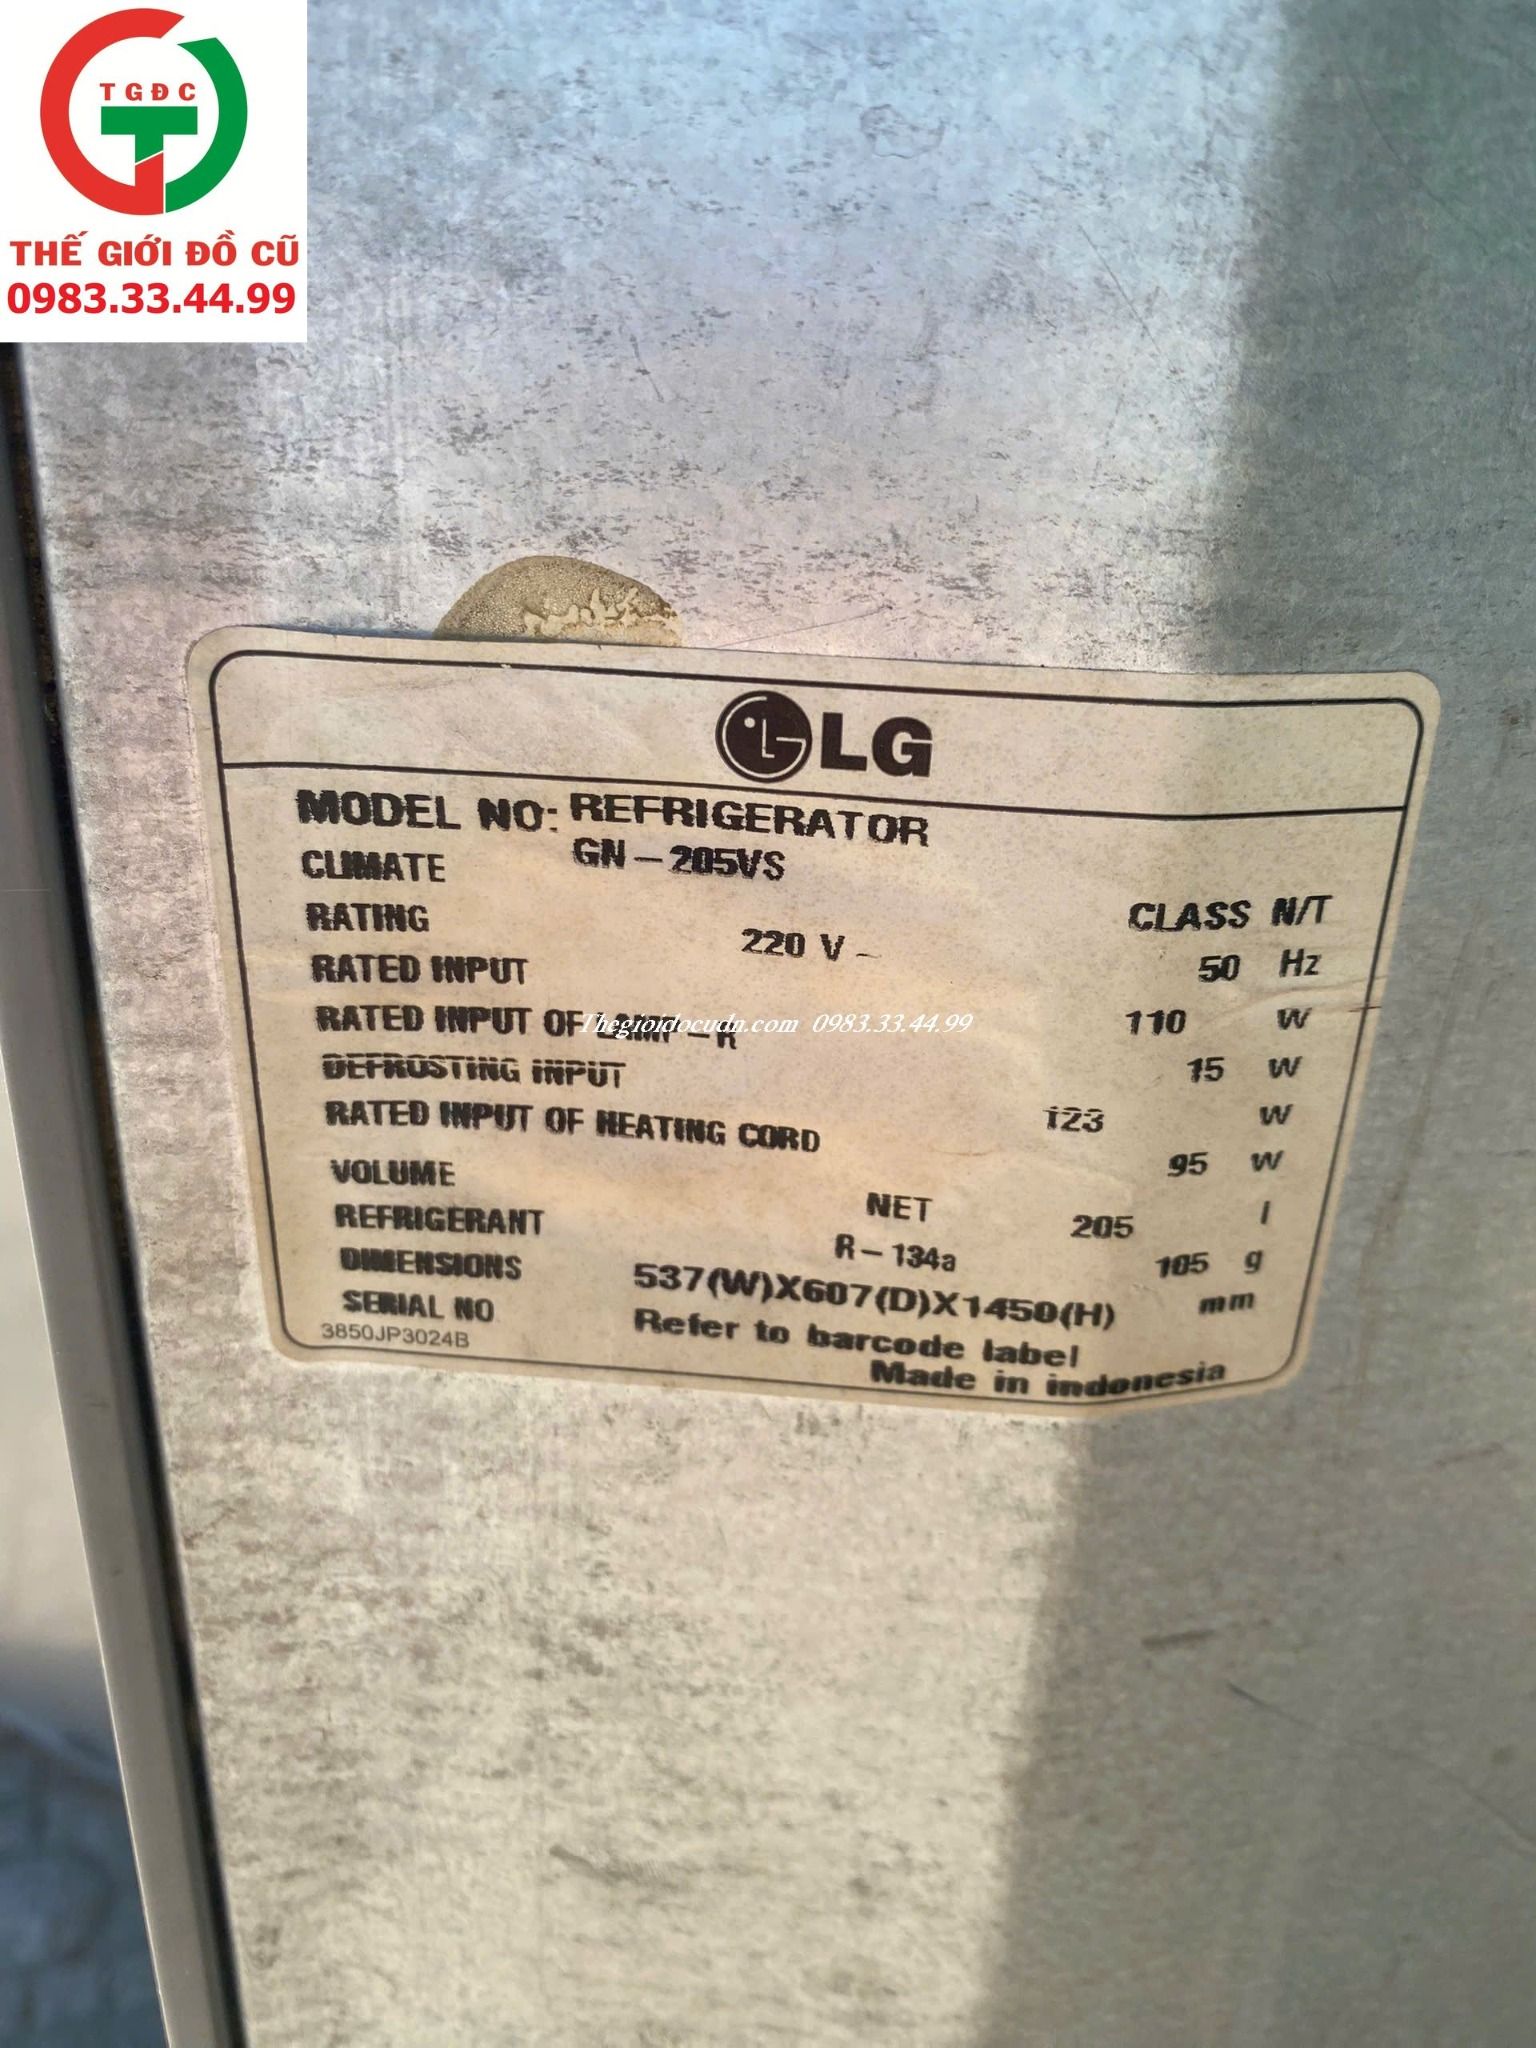 TGĐC
THẾ GIỚI ĐỒ CŨ
0983.33.44.99
LG
MODEL NO: REFRIGERATOR
GN-205VS
CLIMATE CLASS N/T
RATING 220 V ~ 50 Hz
RATED INPUT 110 W
RATED INPUT OF LAMP-R 15 W
Thegioidocudn.com 0983.33.44.99
DEFROSTING INPUT 123 W
RATED INPUT OF HEATING CORD 95 W
VOLUME NET 205 l
REFRIGERANT R-134a 105 g
DIMENSIONS 537(W)X607(D)X1450(H) mm
SERIAL NO Refer to barcode label
3850JP3024B Made in indonesia